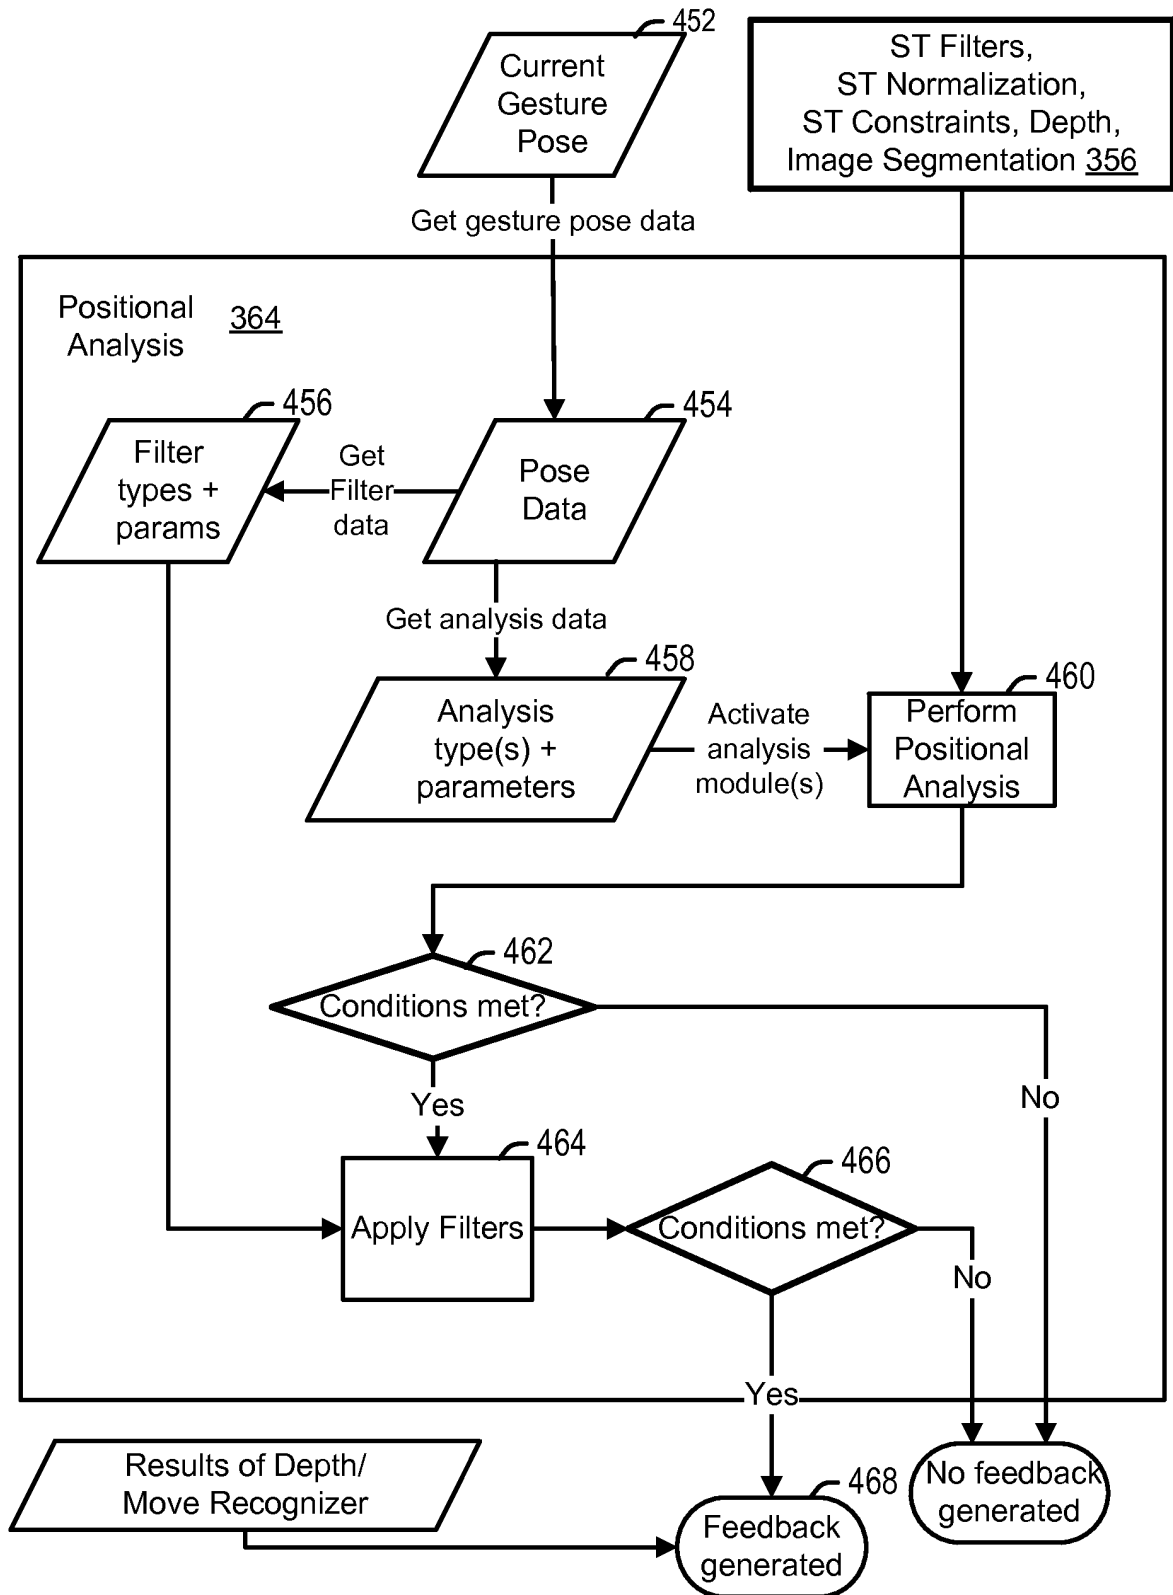 452
Current
Gesture
Pose
ST Filters,
ST Normalization,
ST Constraints, Depth,
Image Segmentation 356
Get gesture pose data
Positional
Analysis
364
456
Filter
types +
params
Get
Filter
data
454
Pose
Data
Get analysis data
458
Analysis
type(s) +
parameters
Activate
analysis
module(s)
460
Perform
Positional
Analysis
462
Conditions met?
Yes
No
464
Apply Filters
466
Conditions met?
No
Yes
Results of Depth/
Move Recognizer
468
Feedback
generated
No feedback
generated